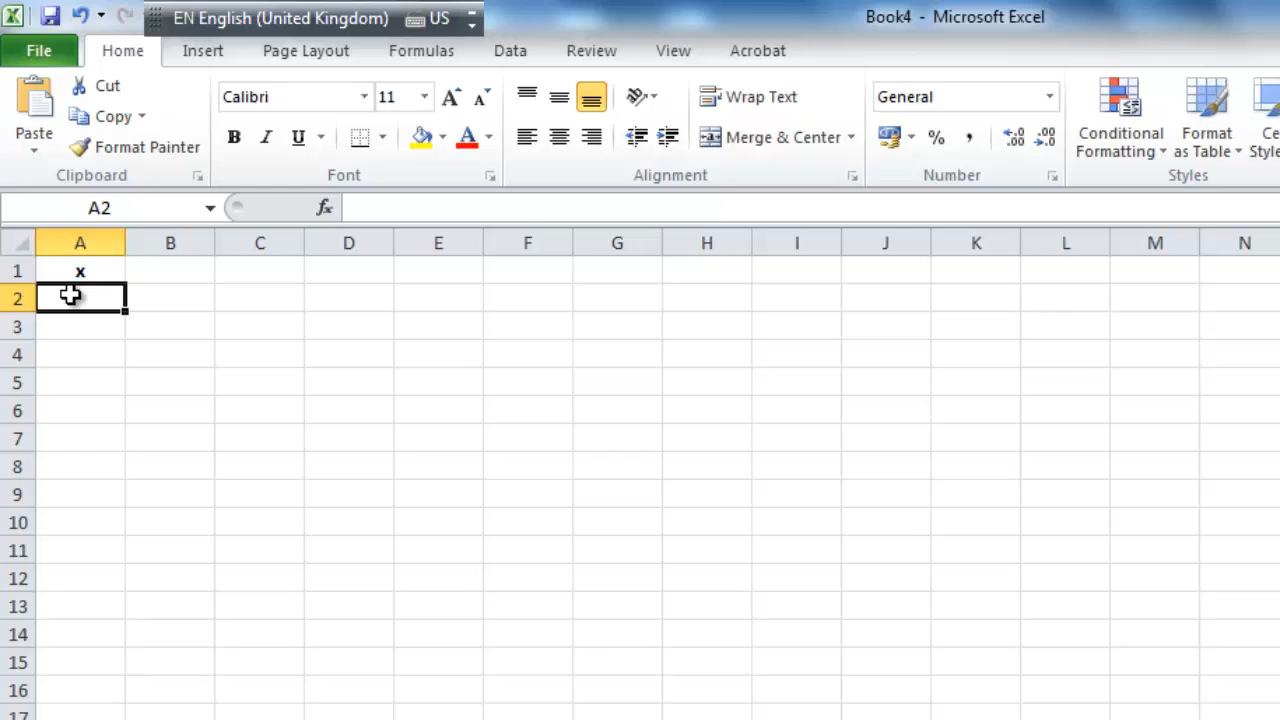 EN English (United Kingdom) US
Book4 - Microsoft Excel
File Home Insert Page Layout Formulas Data Review View Acrobat
Paste
Cut
Copy
Format Painter
Clipboard
Calibri 11
B I U A
Font
Wrap Text
Merge & Center
Alignment
General
% , .00 .00
Number
Conditional Formatting
Format as Table
Styles
A2 fx
A B C D E F G H I J K L M N
1 x
2
3
4
5
6
7
8
9
10
11
12
13
14
15
16
17